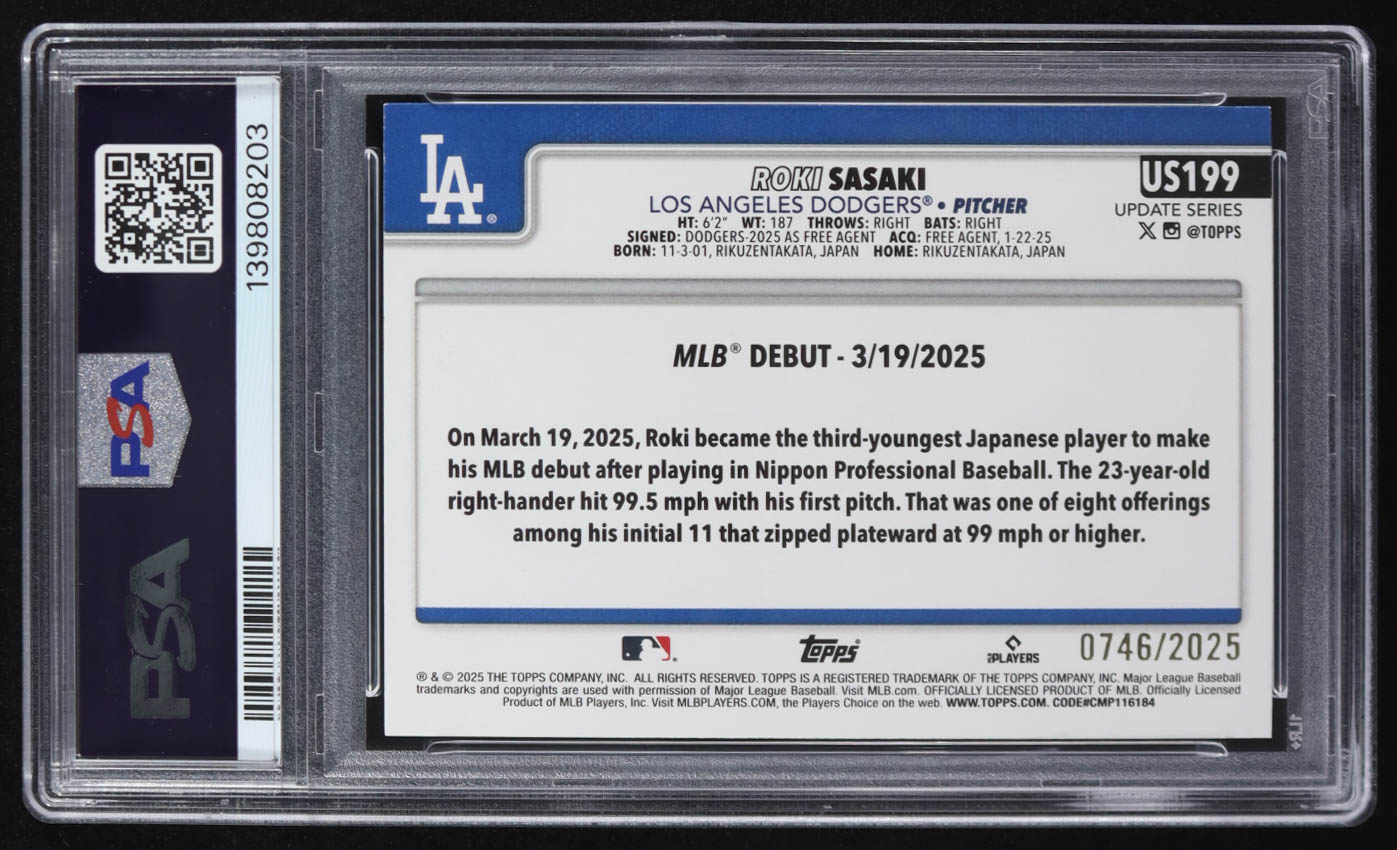 139808203
PSA
PSA
PSA
LA®
ROKI SASAKI
LOS ANGELES DODGERS® • PITCHER
HT: 6'2" WT: 187 THROWS: RIGHT BATS: RIGHT
SIGNED: DODGERS-2025 AS FREE AGENT ACQ: FREE AGENT, 1-22-25
BORN: 11-3-01, RIKUZENTAKATA, JAPAN HOME: RIKUZENTAKATA, JAPAN
US199
UPDATE SERIES
@TOPPS
MLB® DEBUT - 3/19/2025
On March 19, 2025, Roki became the third-youngest Japanese player to make
his MLB debut after playing in Nippon Professional Baseball. The 23-year-old
right-hander hit 99.5 mph with his first pitch. That was one of eight offerings
among his initial 11 that zipped plateward at 99 mph or higher.
Topps®
PLAYERS
0746/2025
® & © 2025 THE TOPPS COMPANY, INC. ALL RIGHTS RESERVED. TOPPS IS A REGISTERED TRADEMARK OF THE TOPPS COMPANY, INC. Major League Baseball
trademarks and copyrights are used with permission of Major League Baseball. Visit MLB.com. OFFICIALLY LICENSED PRODUCT OF MLB. Officially Licensed
Product of MLB Players, Inc. Visit MLBPLAYERS.COM, the Players Choice on the web. WWW.TOPPS.COM. CODE#CMP116184